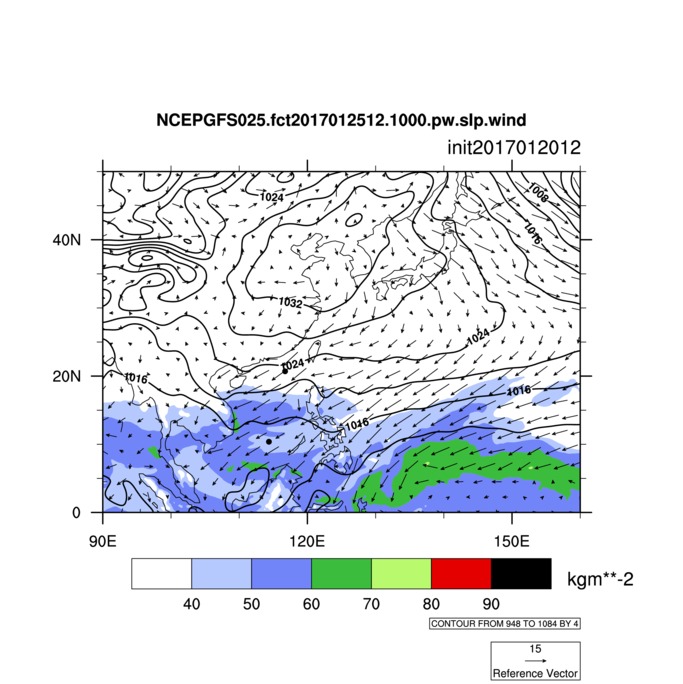 NCEPGFS025.fct2017012512.1000.pw.slp.wind
init2017012012
1024
1008
1016
40N
1032
1024
1024
20N
1016
1016
1016
0
90E 120E 150E
40 50 60 70 80 90
kgm**-2
CONTOUR FROM 948 TO 1084 BY 4
15
Reference Vector